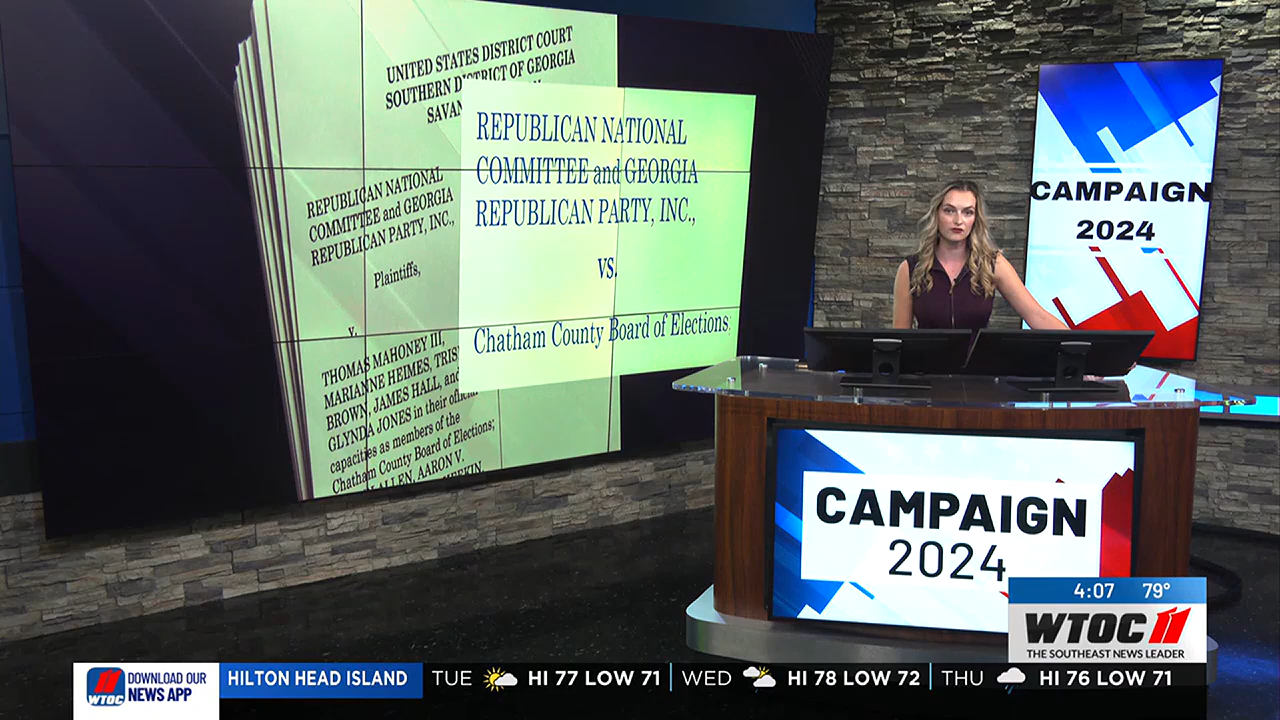 UNITED STATES DISTRICT COURT
SOUTHERN DISTRICT OF GEORGIA
REPUBLICAN NATIONAL
COMMITTEE and GEORGIA
REPUBLICAN PARTY, INC.,
Plaintiffs,
v.
THOMAS MAHONEY III,
MARIANNE HEIMES,
BROWN, JAMES HALL, and
GLYNDA JONES in their official
capacities as members of the
Chatham County Board of Elections;
ALLEN, AARON V.
REPUBLICAN NATIONAL
COMMITTEE and GEORGIA
REPUBLICAN PARTY, INC.,
VS.
Chatham County Board of Elections;
CAMPAIGN
2024
CAMPAIGN
2024
4:07 79°
WTOC 11
THE SOUTHEAST NEWS LEADER
11
WTOC
DOWNLOAD OUR
NEWS APP
HILTON HEAD ISLAND TUE HI 77 LOW 71 WED HI 78 LOW 72 THU HI 76 LOW 71